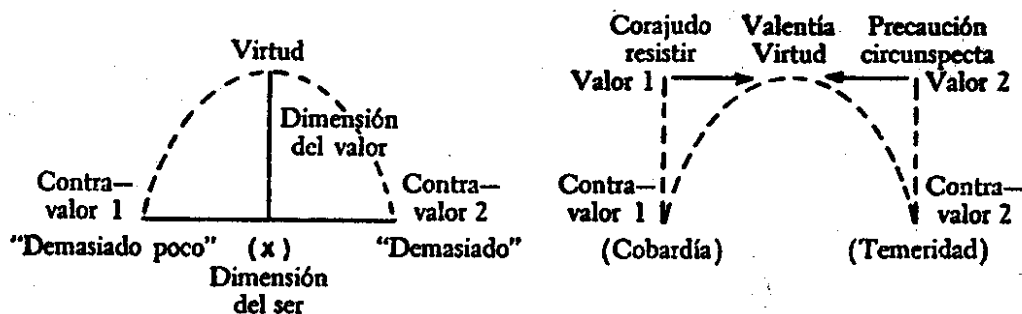 Virtud
Dimensión
del valor
Contra—
valor 1
Contra—
valor 2
"Demasiado poco"
(x)
"Demasiado"
Dimensión
del ser
Corajudo
resistir
Valor 1
Valentía
Virtud
Precaución
circunspecta
Valor 2
Contra—
valor 1
Contra—
valor 2
(Cobardía)
(Temeridad)